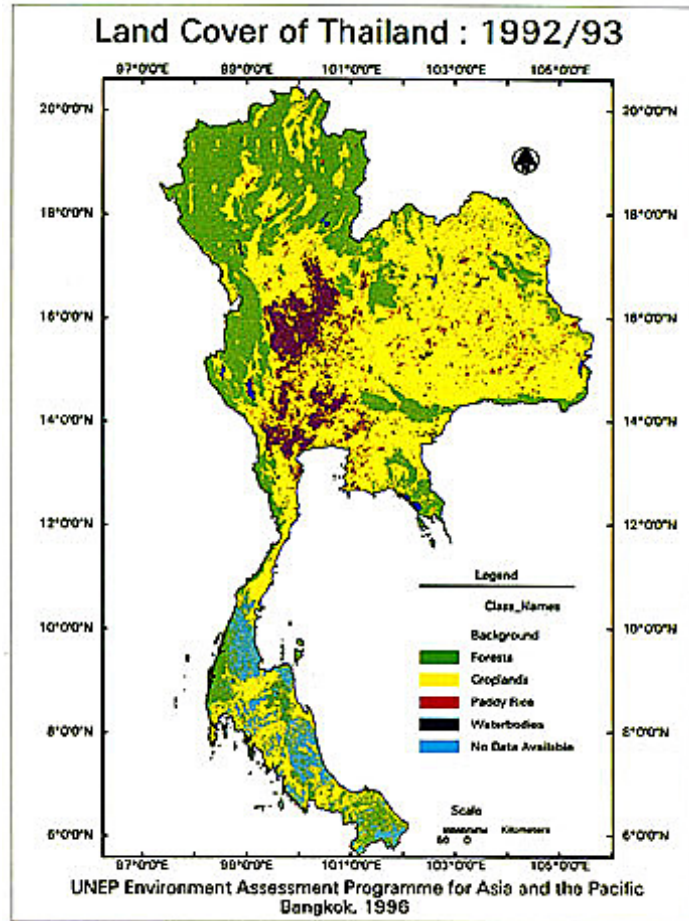 Land Cover of Thailand : 1992/93
97°0'0"E 99°0'0"E 101°0'0"E 103°0'0"E 105°0'0"E
20°0'0"N 20°0'0"N
18°0'0"N 18°0'0"N
16°0'0"N 16°0'0"N
14°0'0"N 14°0'0"N
12°0'0"N 12°0'0"N
Legend
Class_Names
Background
10°0'0"N 10°0'0"N
Forests
Croplands
Paddy Rice
8°0'0"N 8°0'0"N
Waterbodies
No Data Available
Scale
Kilometers
60 0
6°0'0"N 6°0'0"N
97°0'0"E 99°0'0"E 101°0'0"E 103°0'0"E 105°0'0"E
UNEP Environment Assessment Programme for Asia and the Pacific
Bangkok, 1996